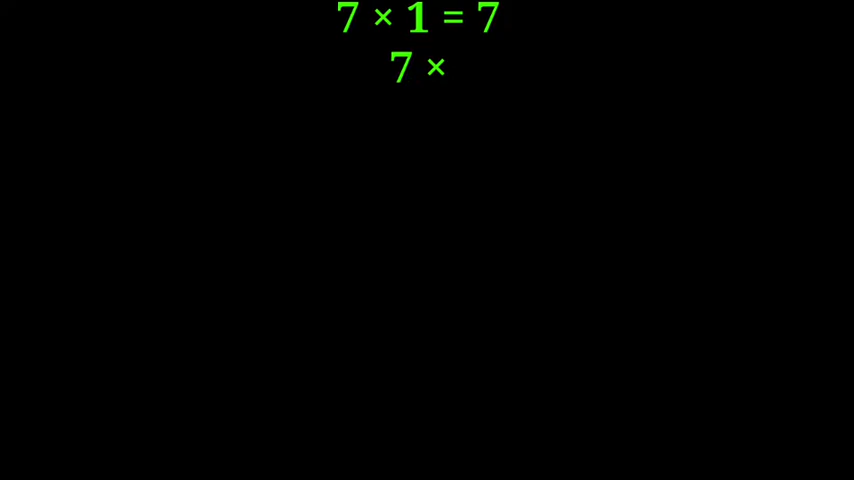 7 × 1 = 7
7 ×